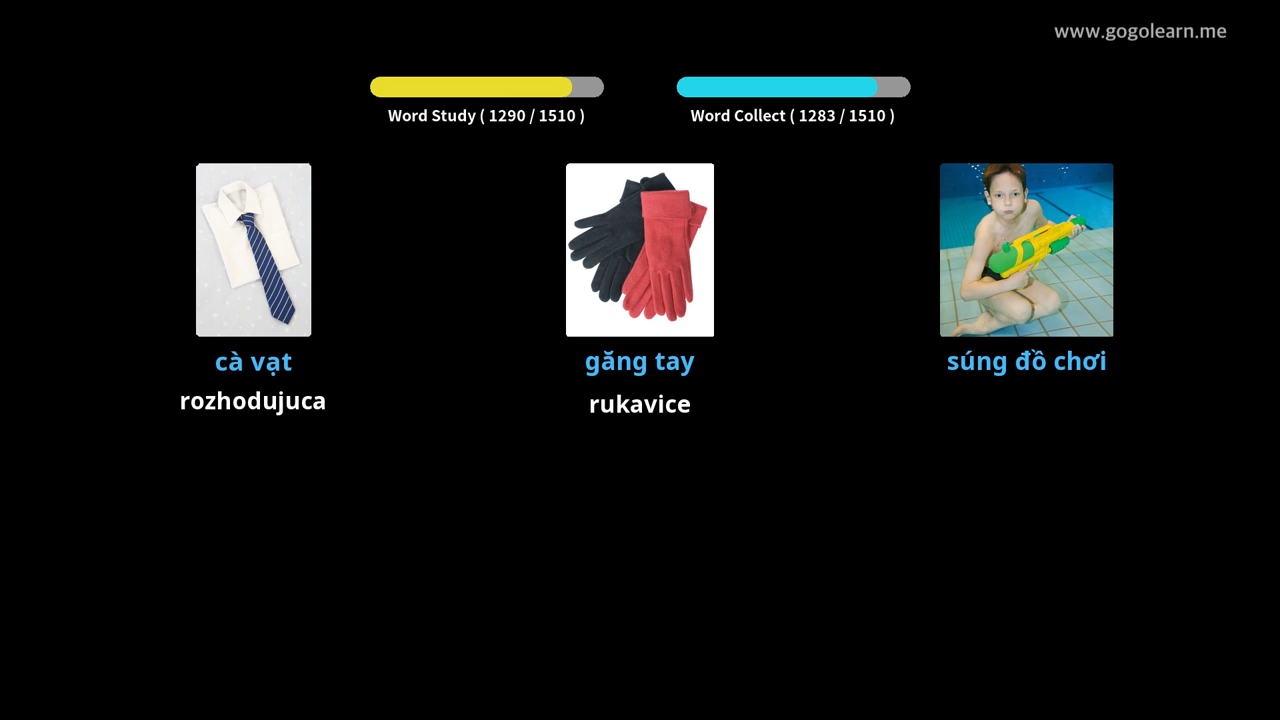 www.gogolearn.me
Word Study ( 1290 / 1510 )
Word Collect ( 1283 / 1510 )
cà vạt
găng tay
súng đồ chơi
rozhodujuca
rukavice